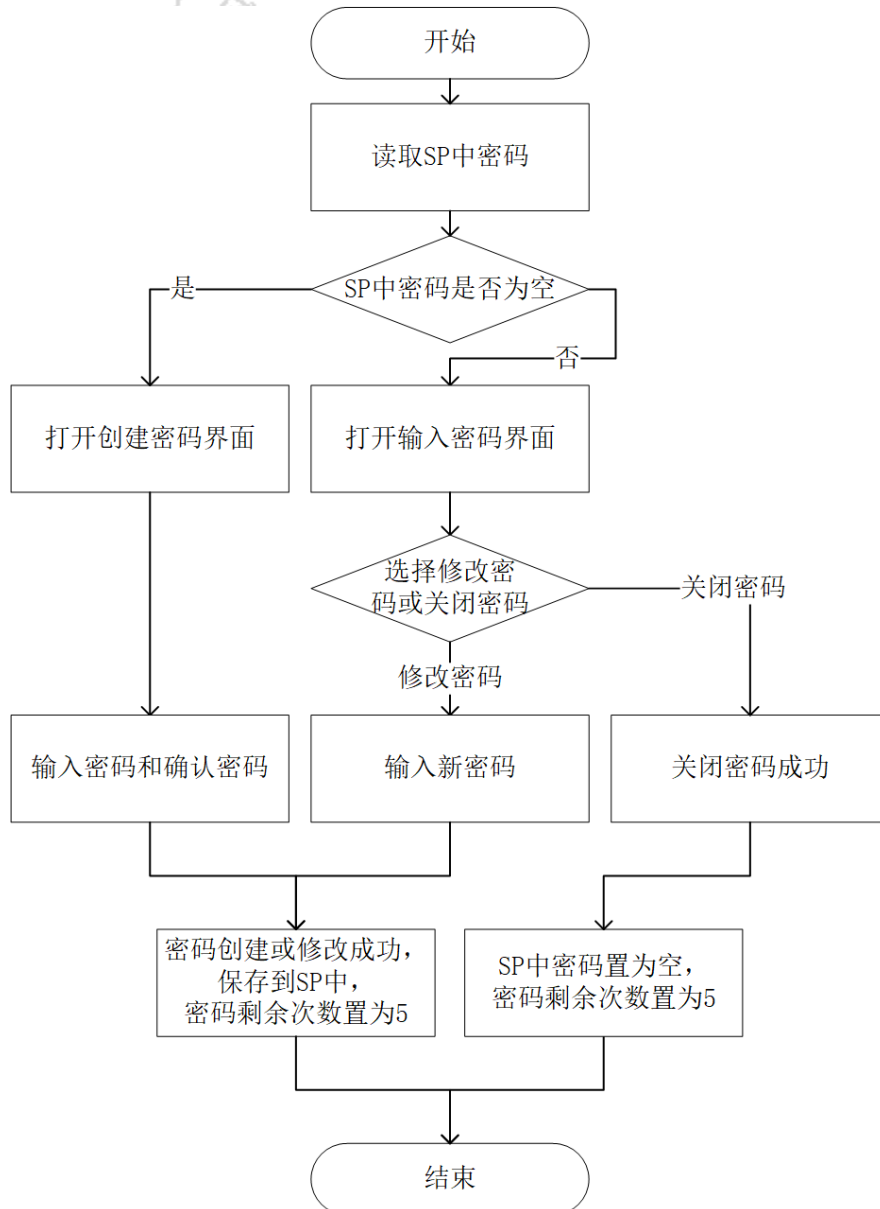 开始
读取SP中密码
SP中密码是否为空
是
否
打开创建密码界面
打开输入密码界面
选择修改密
码或关闭密码
关闭密码
修改密码
输入密码和确认密码
输入新密码
关闭密码成功
密码创建或修改成功，
保存到SP中，
密码剩余次数置为5
SP中密码置为空，
密码剩余次数置为5
结束